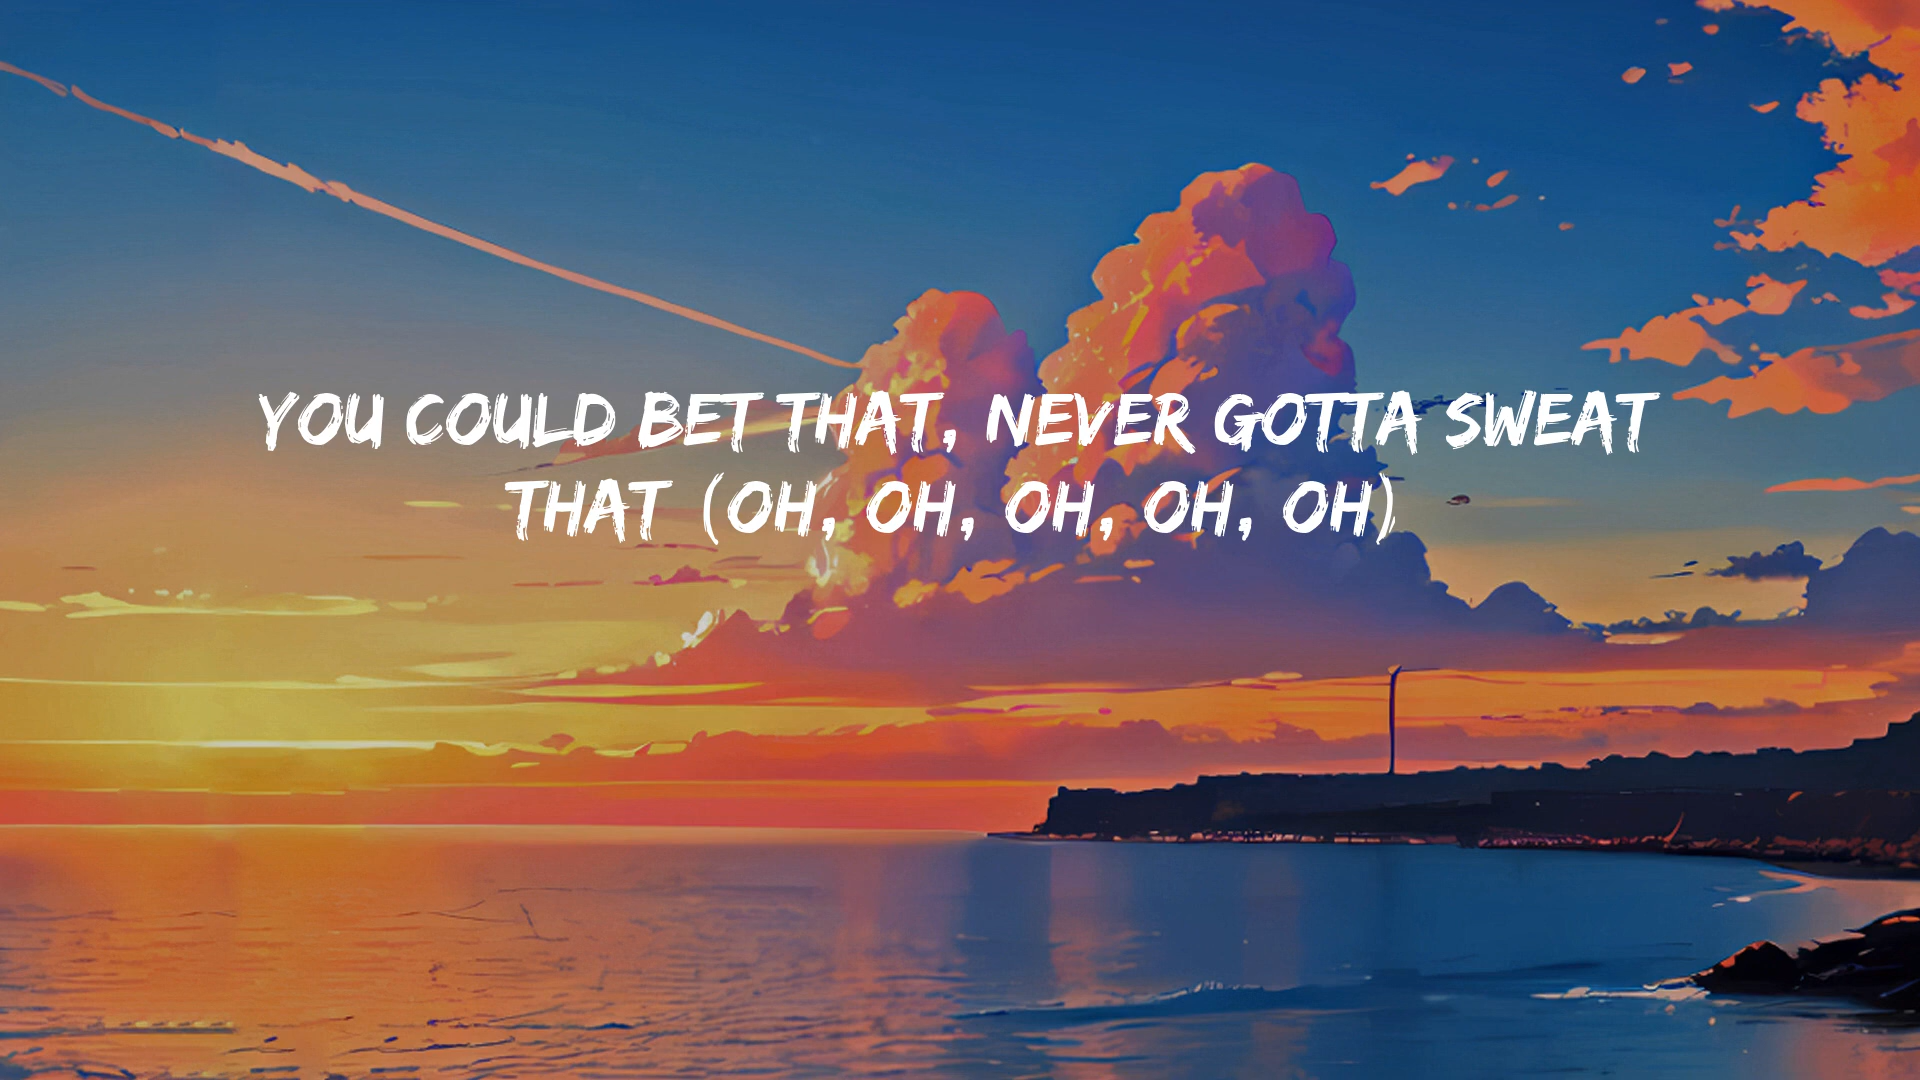 YOU COULD BET THAT, NEVER GOTTA SWEAT
THAT (OH, OH, OH, OH, OH)